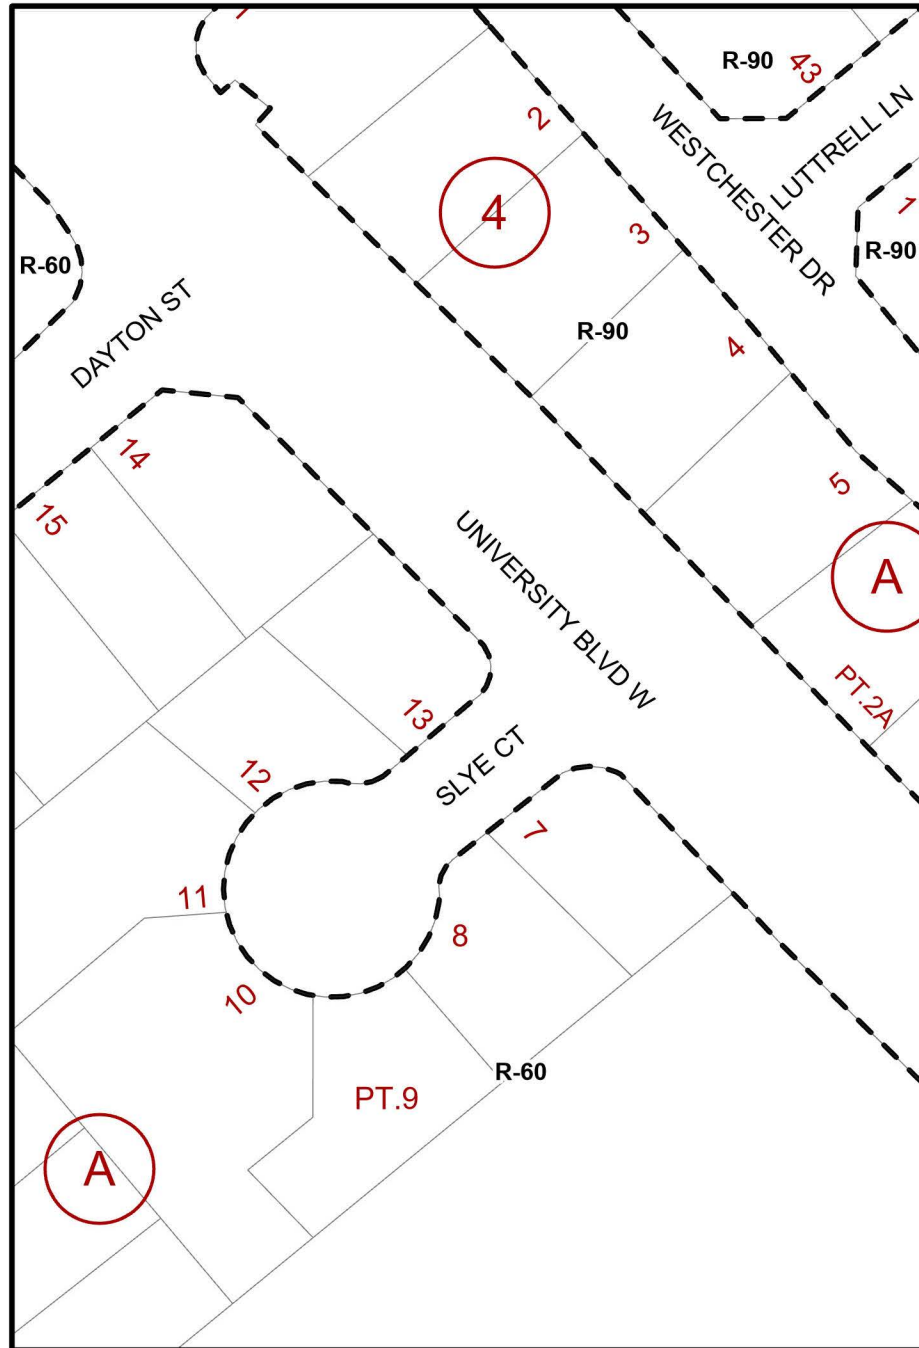 R-90
43
2
WESTCHESTER DR
LUTTRELL LN
4
1
3
R-90
R-60
DAYTON ST
R-90
4
14
5
15
UNIVERSITY BLVD W
A
PT.2A
13
SLYE CT
12
7
11
8
10
R-60
PT.9
A